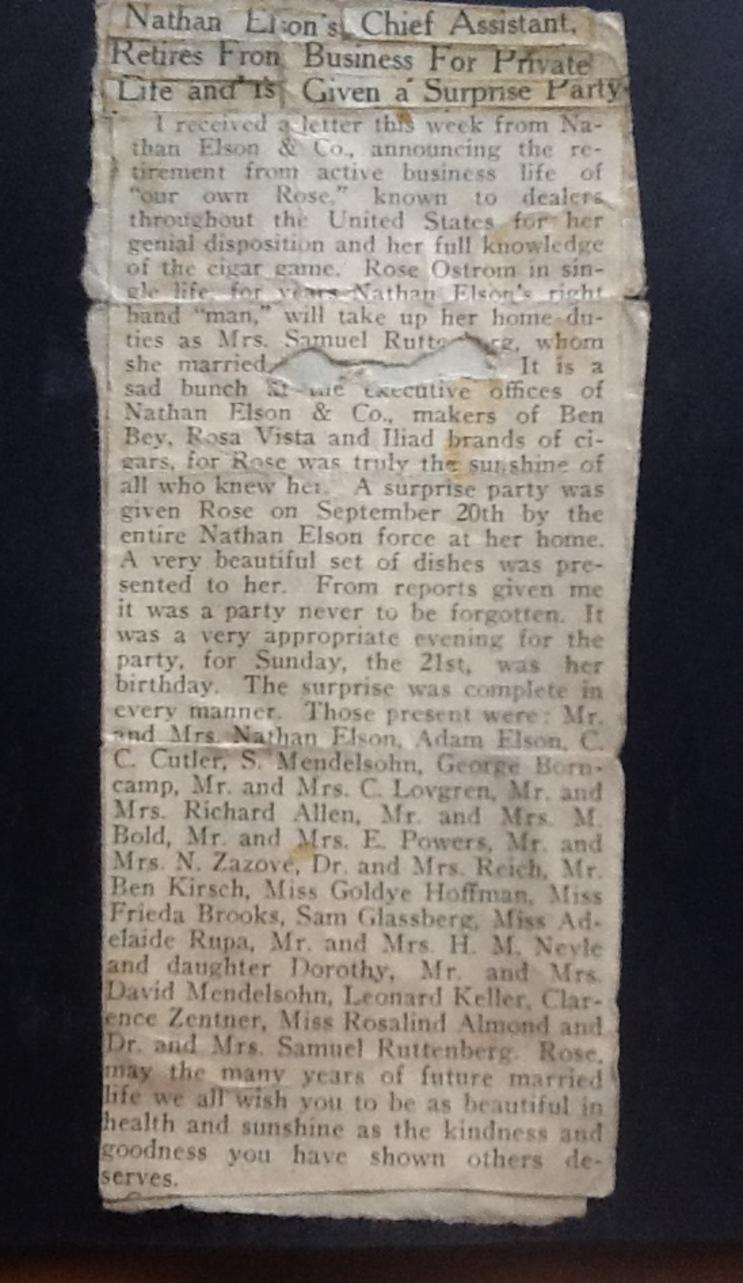 Nathan Elson's Chief Assistant,
Retires From Business For Private
Life and Is Given a Surprise Party
I received a letter this week from Na-
than Elson & Co., announcing the re-
tirement from active business life of
"our own Rose," known to dealers
throughout the United States for her
genial disposition and her full knowledge
of the cigar game. Rose Ostrom in sin-
gle life, for years Nathan Elson's right
hand "man," will take up her home du-
ties as Mrs. Samuel Ruttenberg, whom
she married It is a
sad bunch at the executive offices of
Nathan Elson & Co., makers of Ben
Bey, Rosa Vista and Iliad brands of ci-
gars, for Rose was truly the sunshine of
all who knew her. A surprise party was
given Rose on September 20th by the
entire Nathan Elson force at her home.
A very beautiful set of dishes was pre-
sented to her. From reports given me
it was a party never to be forgotten. It
was a very appropriate evening for the
party, for Sunday, the 21st, was her
birthday. The surprise was complete in
every manner. Those present were: Mr.
and Mrs. Nathan Elson, Adam Elson, C.
C. Cutler, S. Mendelsohn, George Born-
camp, Mr. and Mrs. C. Lovgren, Mr. and
Mrs. Richard Allen, Mr. and Mrs. M.
Bold, Mr. and Mrs. E. Powers, Mr. and
Mrs. N. Zazove, Dr. and Mrs. Reich, Mr.
Ben Kirsch, Miss Goldye Hoffman, Miss
Frieda Brooks, Sam Glassberg, Miss Ad-
elaide Rupa, Mr. and Mrs. H. M. Neyle
and daughter Dorothy, Mr. and Mrs.
David Mendelsohn, Leonard Keller, Clar-
ence Zentner, Miss Rosalind Almond and
Dr. and Mrs. Samuel Ruttenberg. Rose,
may the many years of future married
life we all wish you to be as beautiful in
health and sunshine as the kindness and
goodness you have shown others de-
serves.